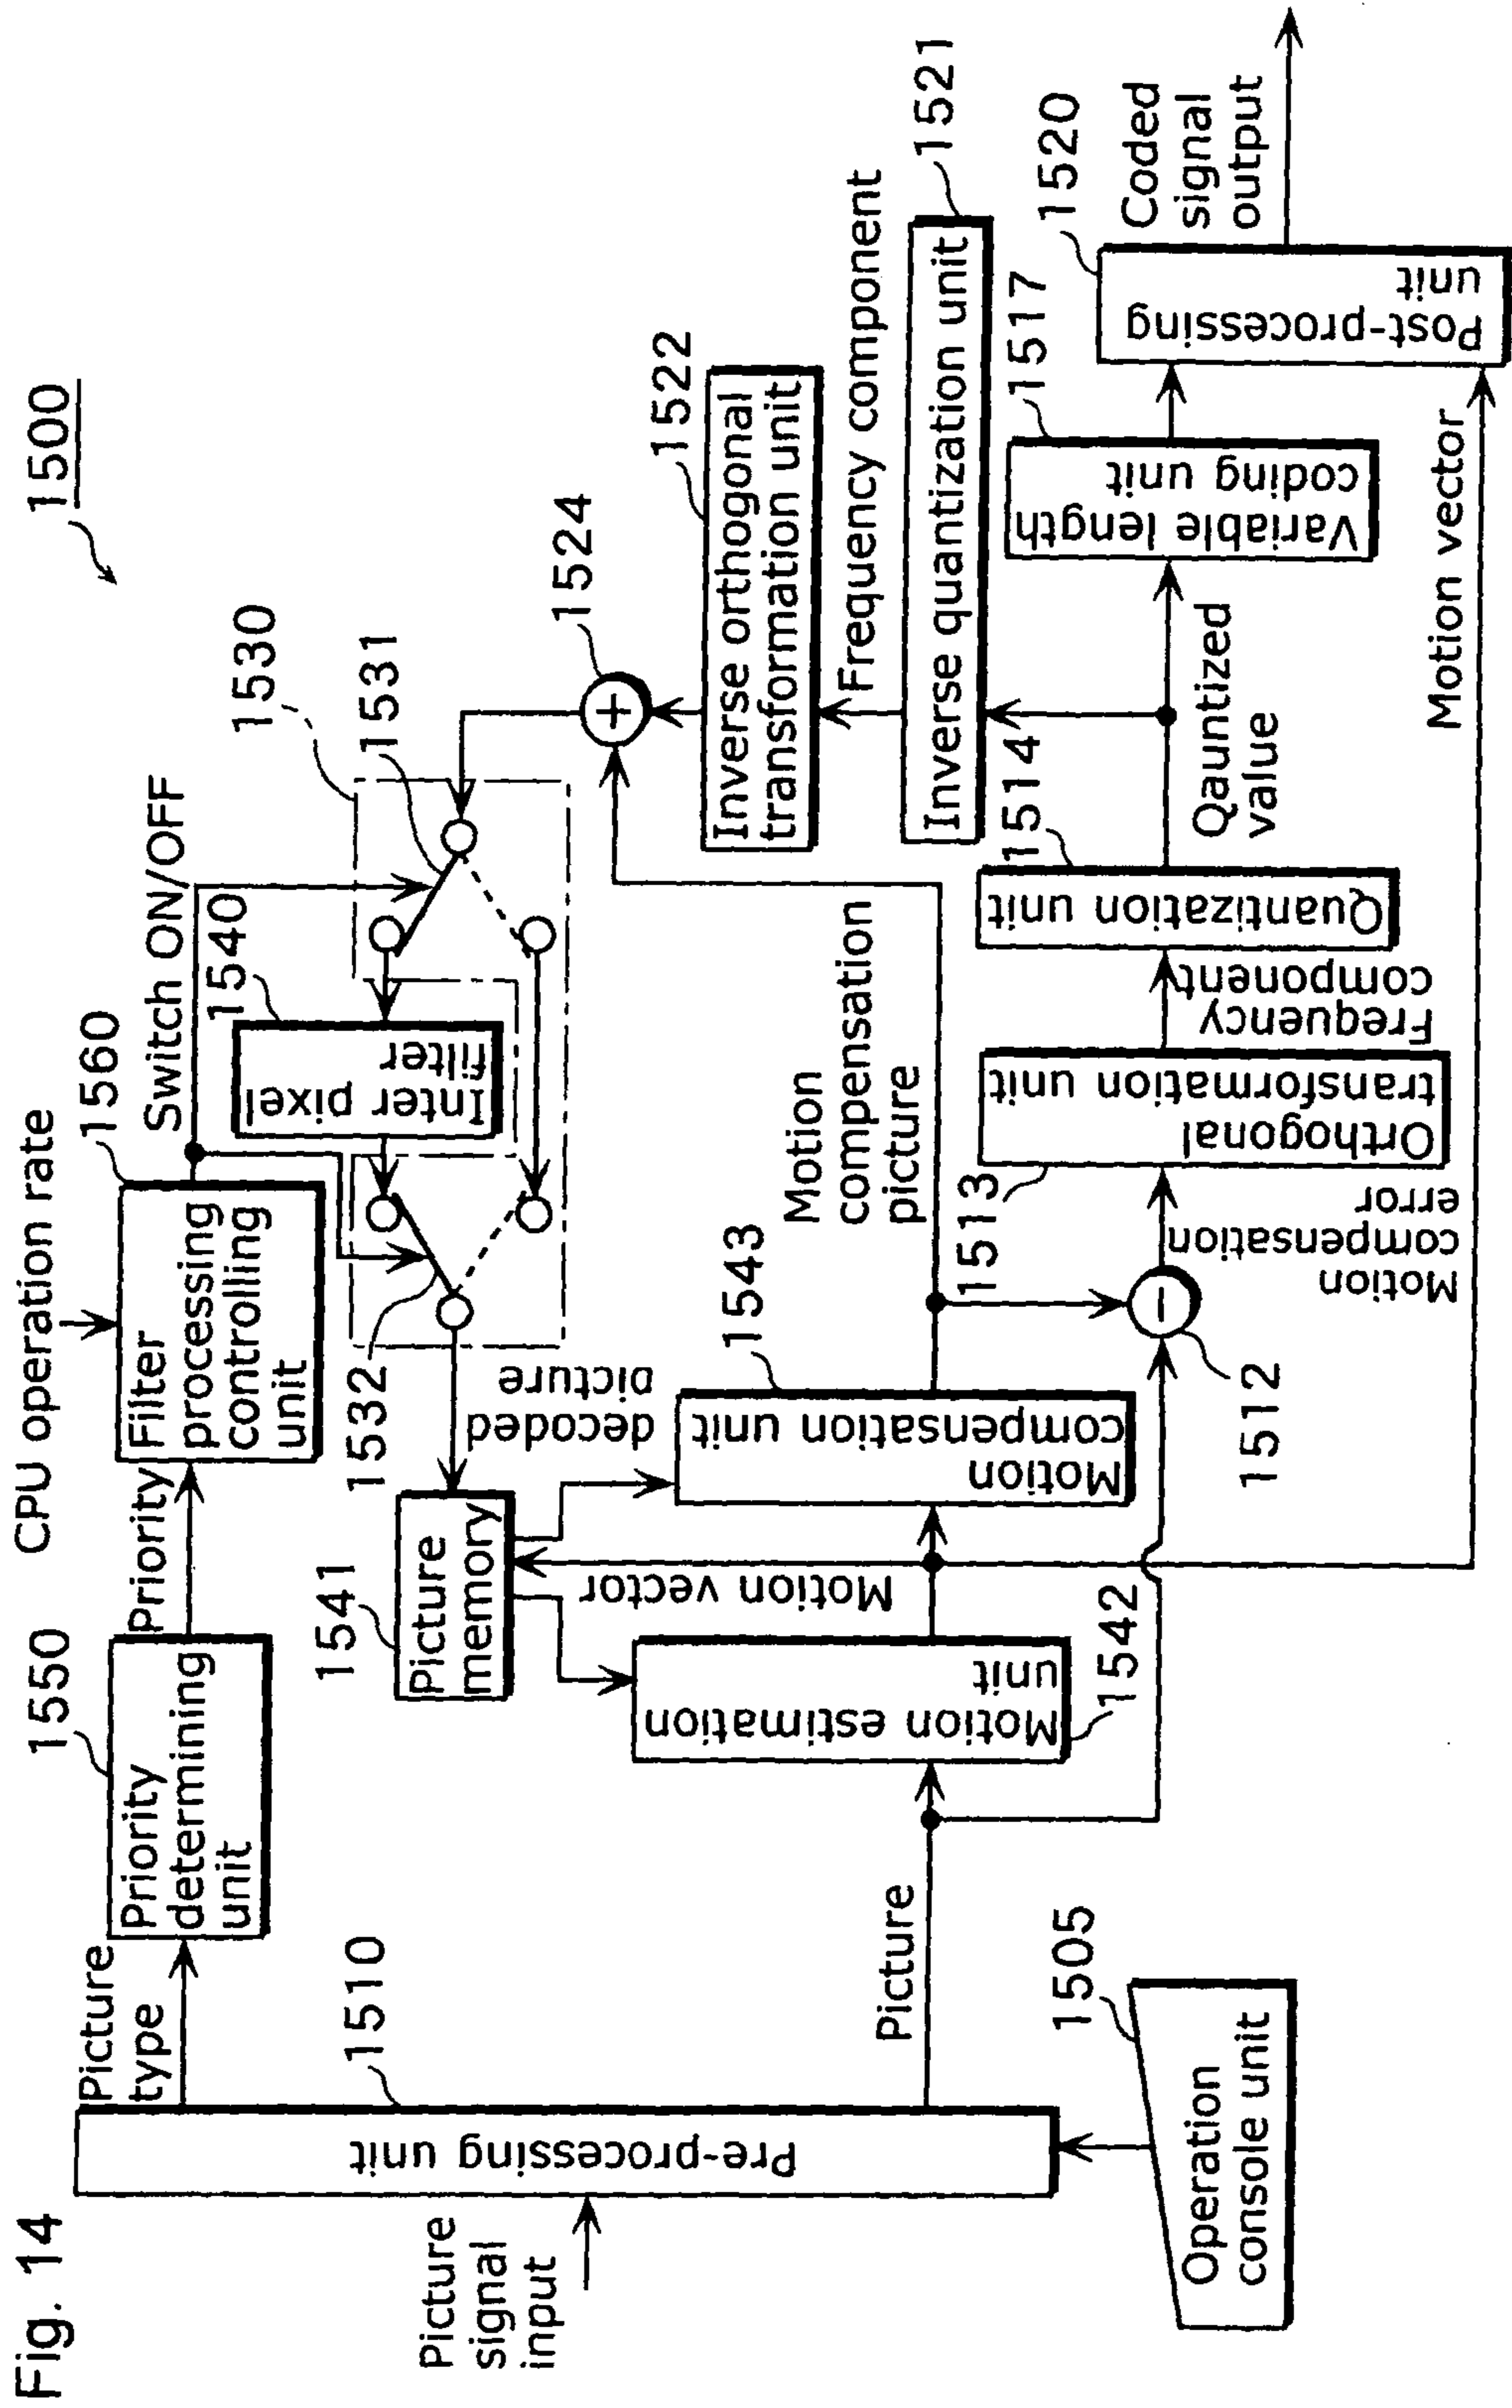 Fig. 14
1500
CPU operation rate
Picture
type
1550
Priority
determining
unit
Priority
1560
Filter
processing
controlling
unit
Switch ON/OFF
1540
Inter pixel
filter
1530
1531
1532
1524
1522
Inverse orthogonal
transformation unit
Frequency component
1521
Inverse quantization unit
Picture
signal
input
1510
Pre-processing unit
1541
Picture
memory
decoded
picture
Motion vector
1542
Motion estimation
unit
1543
Motion
compensation unit
Motion
compensation
picture
Picture
1512
Motion
compensation
error
1513
Orthogonal
transformation unit
Frequency
component
1514
Quantization unit
Qauntized
value
1517
Variable length
coding unit
1520
Post-processing
unit
Coded
signal
output
Motion vector
1505
Operation
console unit